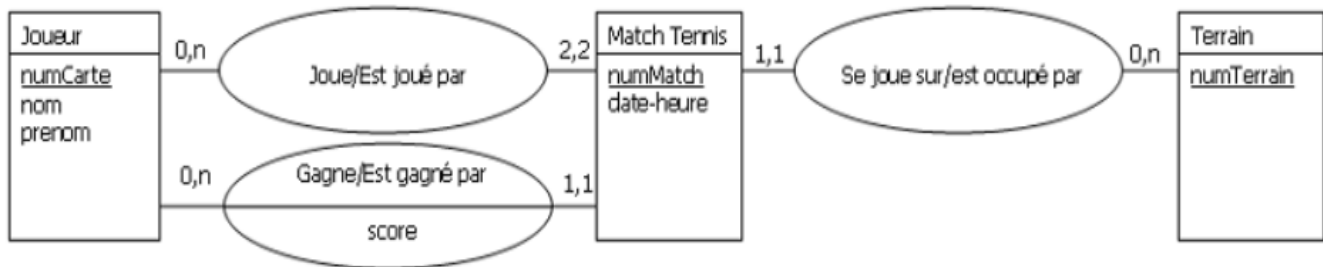 Joueur
numCarte
nom
prenom
0,n
Joue/Est joué par
2,2
0,n
Gagne/Est gagné par
score
1,1
Match Tennis
numMatch
date-heure
1,1
Se joue sur/est occupé par
0,n
Terrain
numTerrain